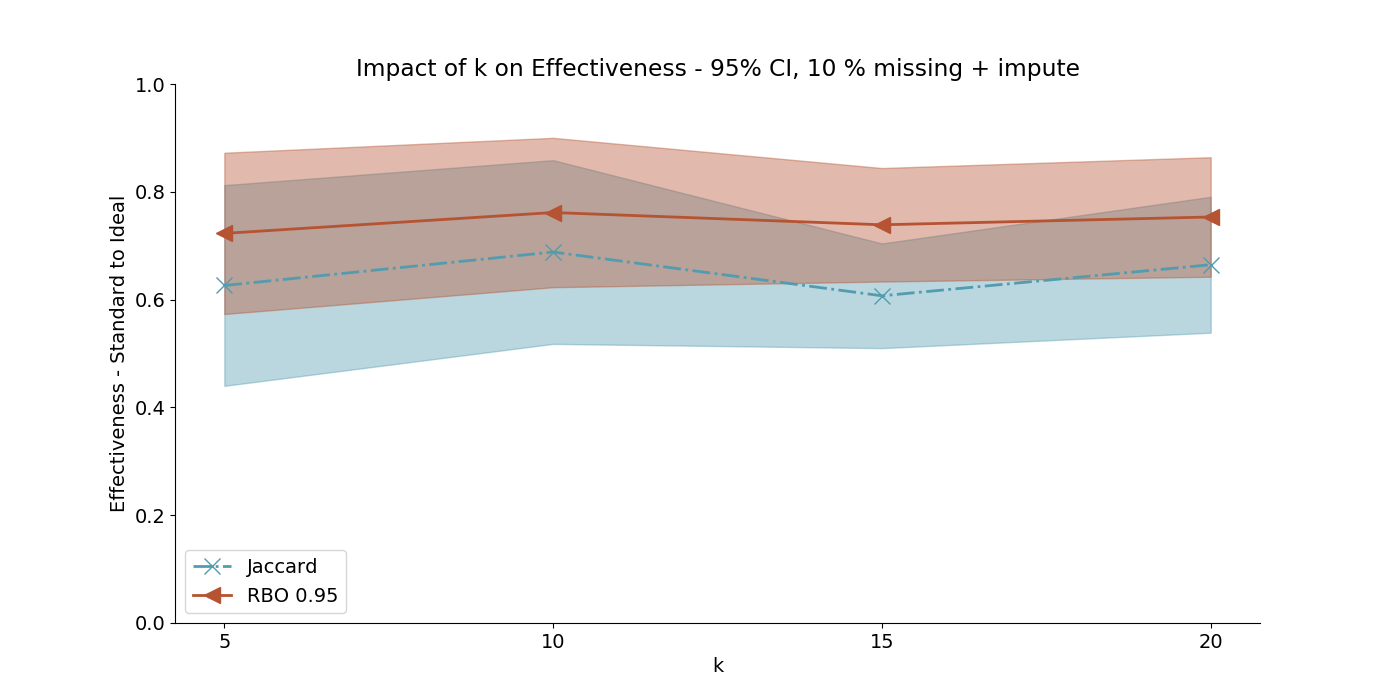 Impact of k on Effectiveness - 95% CI, 10 % missing + impute
Effectiveness - Standard to Ideal
1.0
0.8
0.6
0.4
0.2
0.0
Jaccard
RBO 0.95
5
10
15
20
k